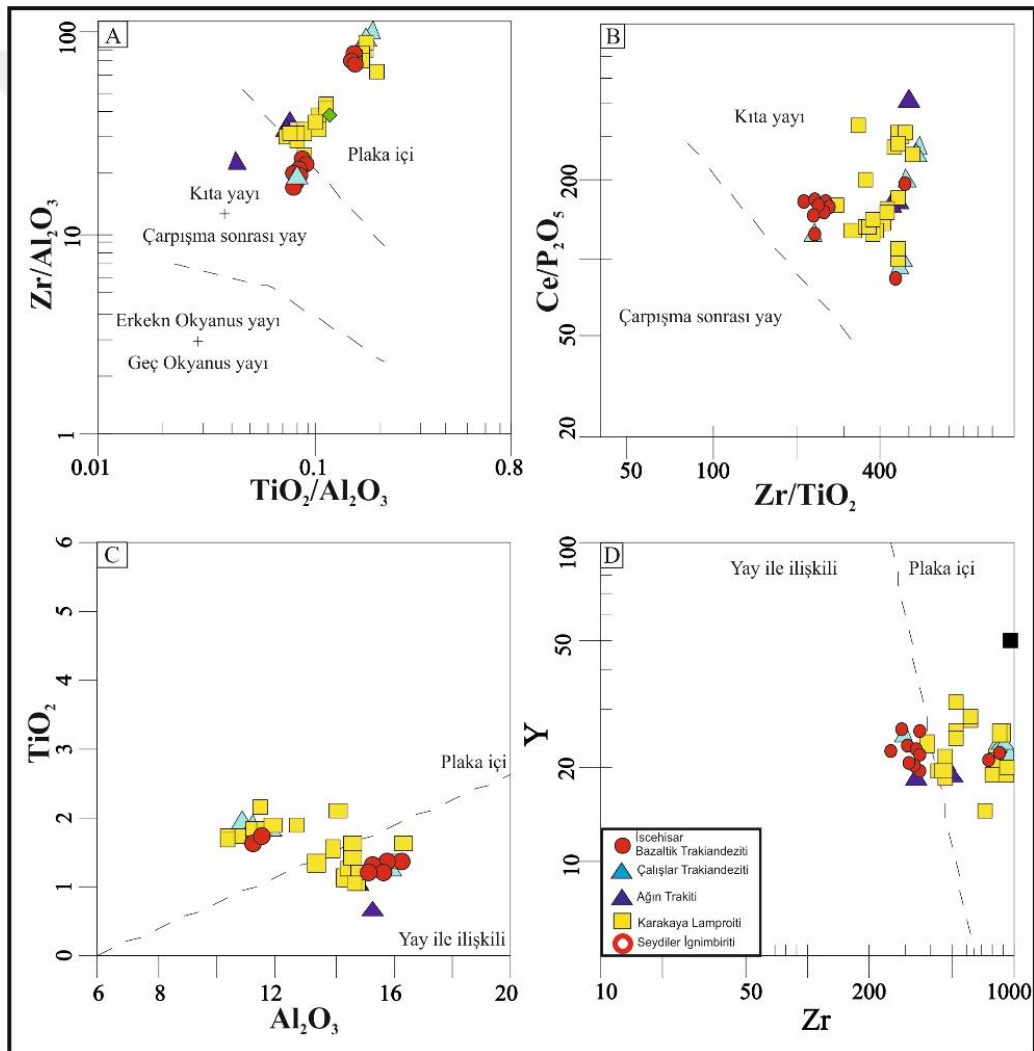 A
100
10
1
Zr/Al₂O₃
Plaka içi
Kıta yayı
+
Çarpışma sonrası yay
Erkekn Okyanus yayı
+
Geç Okyanus yayı
0.01
0.1
0.8
TiO₂/Al₂O₃
B
200
50
20
Ce/P₂O₅
Kıta yayı
Çarpışma sonrası yay
50
100
400
Zr/TiO₂
C
6
5
4
3
2
1
0
TiO₂
Plaka içi
Yay ile ilişkili
6
12
14
16
20
Al₂O₃
D
100
50
20
10
Y
Yay ile ilişkili
Plaka içi
İscehisar
Bazaltik Trakiandeziti
Çalışlar Trakiandeziti
Ağın Trakiti
Karakaya Lamproiti
Seydiler İgnimbiriti
10
50
200
1000
Zr